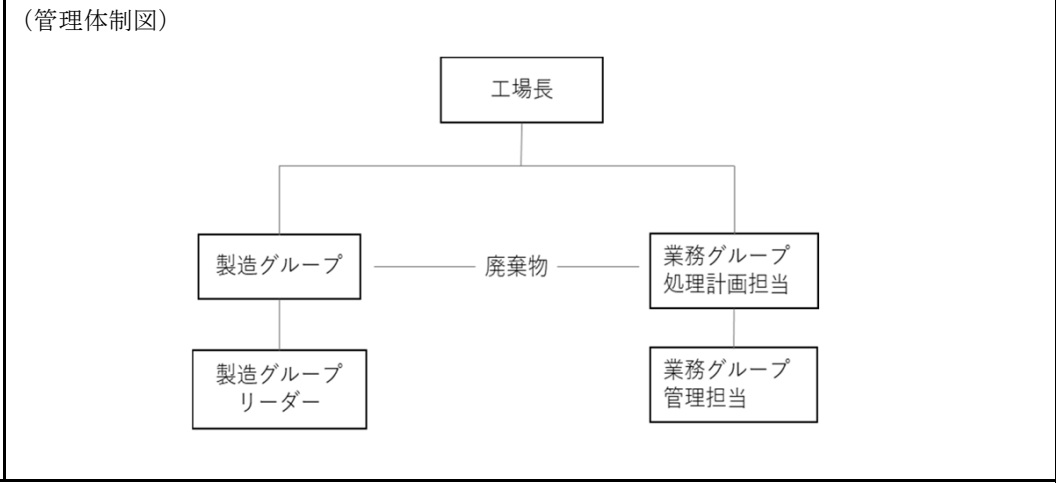 （管理体制図）
工場長
製造グループ
廃棄物
業務グループ
処理計画担当
製造グループ
リーダー
業務グループ
管理担当